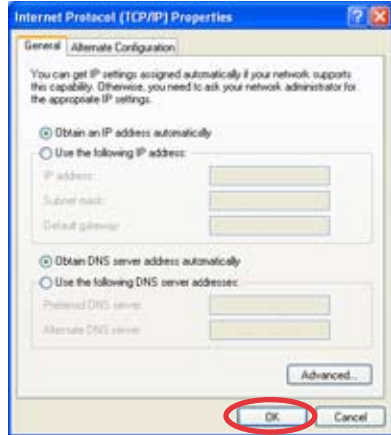 Internet Protocol (TCP/IP) Properties
General
Alternate Configuration
You can get IP settings assigned automatically if your network supports
this capability. Otherwise, you need to ask your network administrator for
the appropriate IP settings.
Obtain an IP address automatically
Use the following IP address:
IP address:
Subnet mask:
Default gateway:
Obtain DNS server address automatically
Use the following DNS server addresses:
Preferred DNS server:
Alternate DNS server:
Advanced...
OK
Cancel